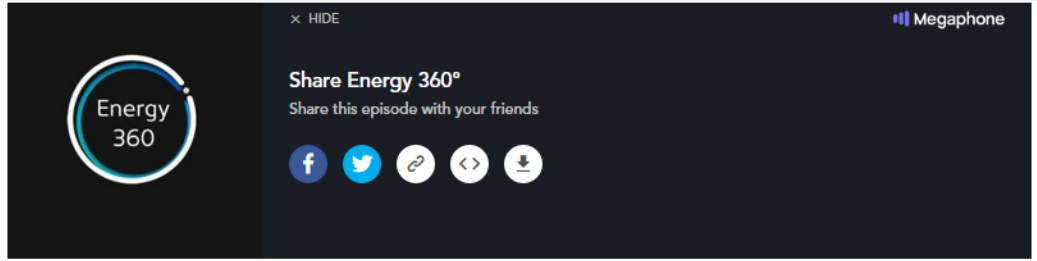 × HIDE
Megaphone
Energy
360
Share Energy 360°
Share this episode with your friends